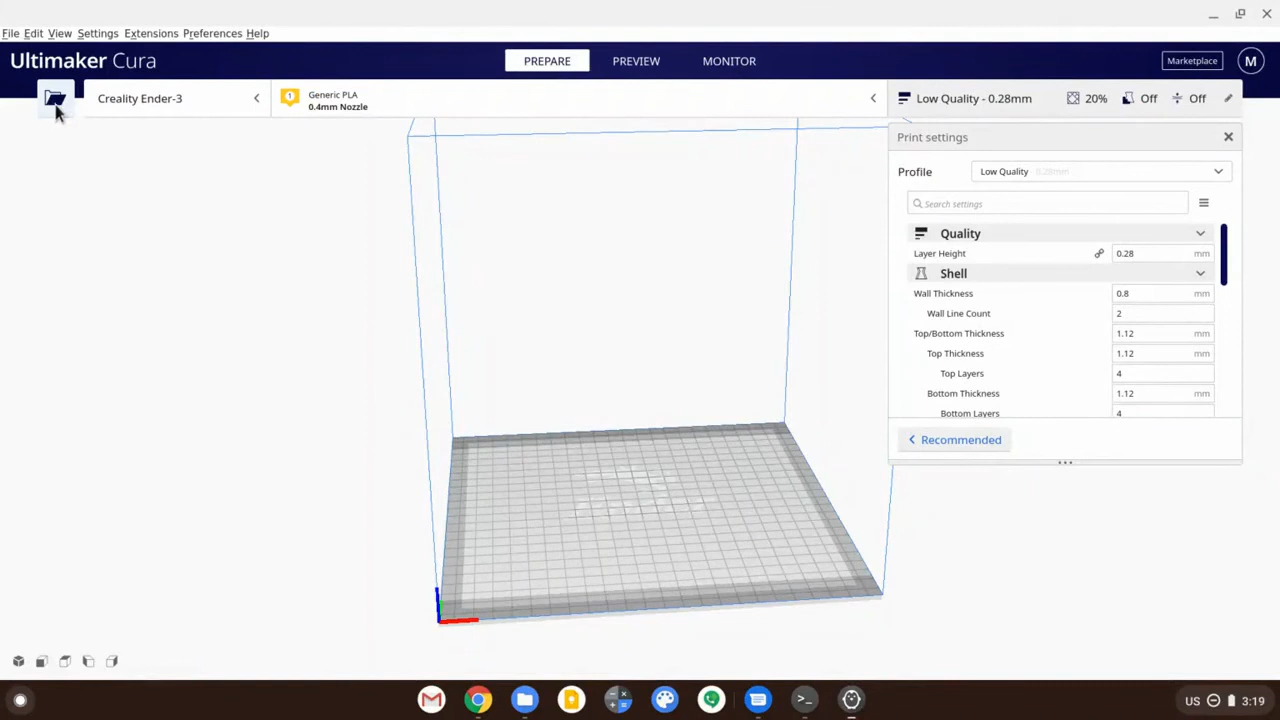 File Edit View Settings Extensions Preferences Help
Ultimaker Cura
PREPARE
PREVIEW
MONITOR
Marketplace
M
Creality Ender-3
1
Generic PLA
0.4mm Nozzle
Low Quality - 0.28mm
20%
Off
Off
Print settings
Profile
Low Quality 0.28mm
Search settings
Quality
Layer Height
0.28 mm
Shell
Wall Thickness
0.8 mm
Wall Line Count
2
Top/Bottom Thickness
1.12 mm
Top Thickness
1.12 mm
Top Layers
4
Bottom Thickness
1.12 mm
Bottom Layers
4
Recommended
US
3:19